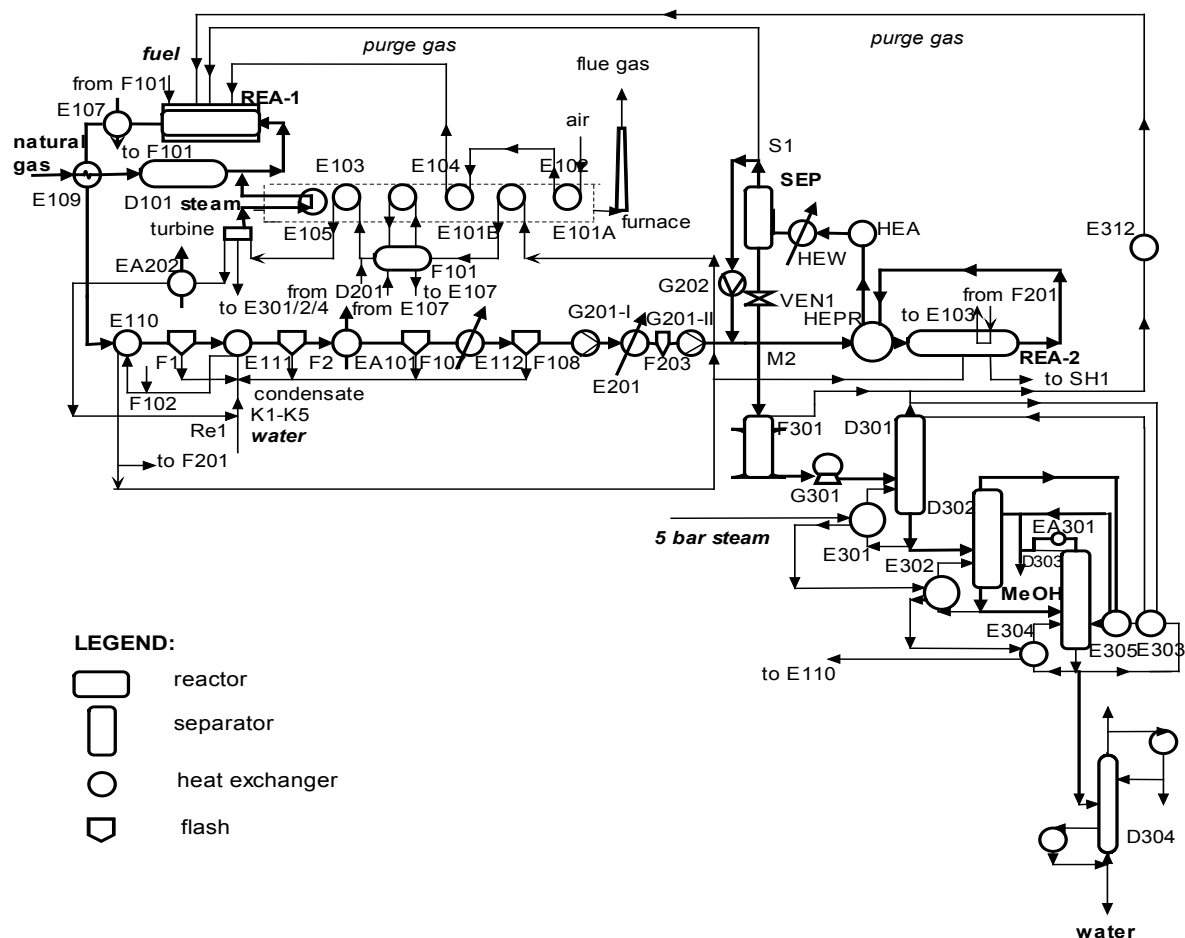 purge gas
purge gas
fuel
flue gas
from F101
E107
REA-1
air
natural
gas
to F101
S1
E109
D101
steam
E103
E104
E102
SEP
HEA
E312
turbine
E105
E101B
E101A
furnace
HEW
EA202
F101
from D201
to E107
from E107
to E301/2/4
G202
VEN1
HEPR
to E103
from F201
E110
F1
E111
F2
EA101
F107
E112
F108
G201-I
G201-II
E201
F203
M2
REA-2
to SH1
F102
condensate
K1-K5
water
Re1
to F201
F301
D301
G301
D302
5 bar steam
E301
E302
EA301
D303
MeOH
E304
E305
E303
to E110
LEGEND:
reactor
separator
heat exchanger
flash
D304
water